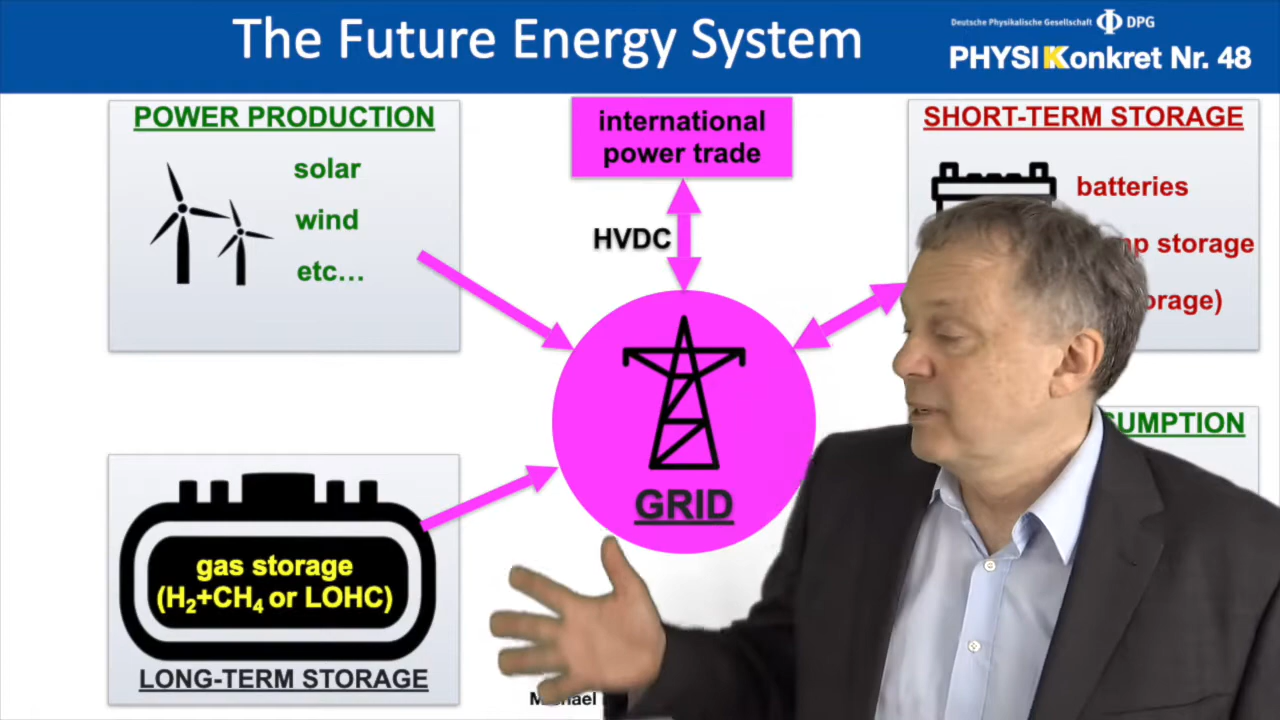 The Future Energy System
Deutsche Physikalische Gesellschaft DPG
PHYSIKonkret Nr. 48
POWER PRODUCTION
solar
wind
etc…
international
power trade
HVDC
SHORT-TERM STORAGE
batteries
storage
GRID
gas storage
(H₂+CH₄ or LOHC)
LONG-TERM STORAGE